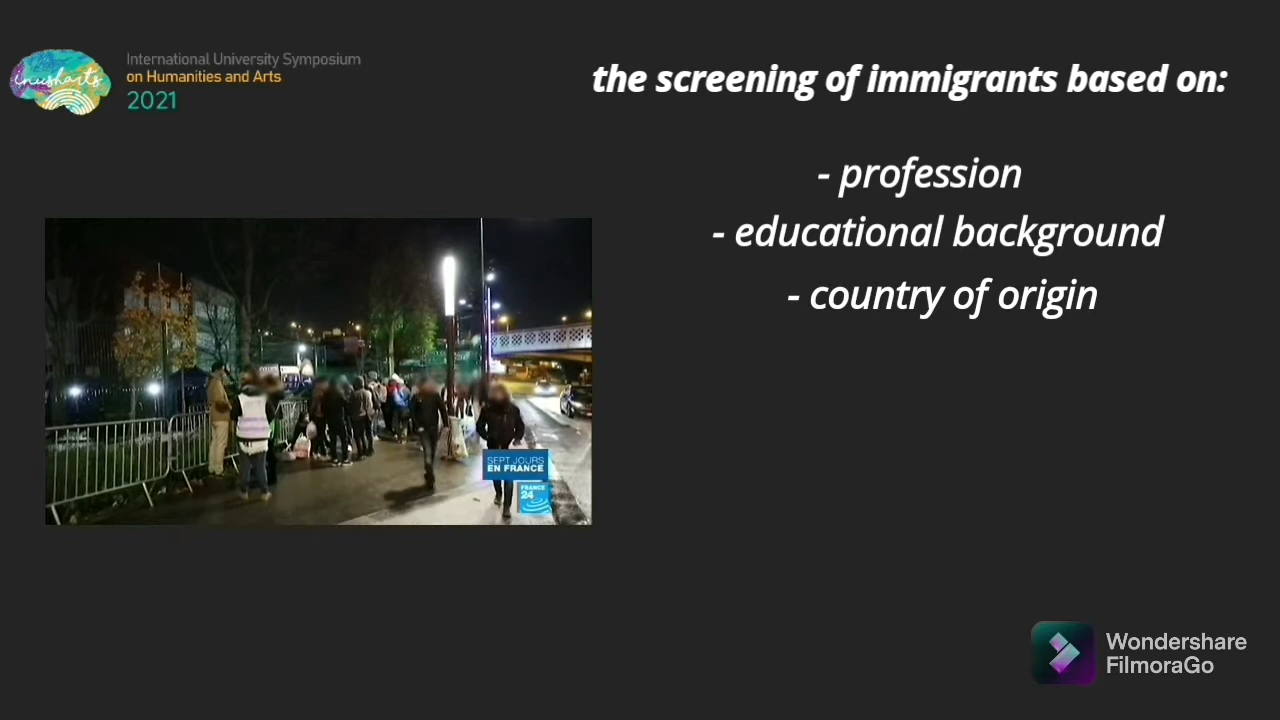 inusharts
International University Symposium
on Humanities and Arts
2021
the screening of immigrants based on:
- profession
- educational background
- country of origin
SEPT JOURS
EN FRANCE
FRANCE
24
Wondershare
FilmoraGo